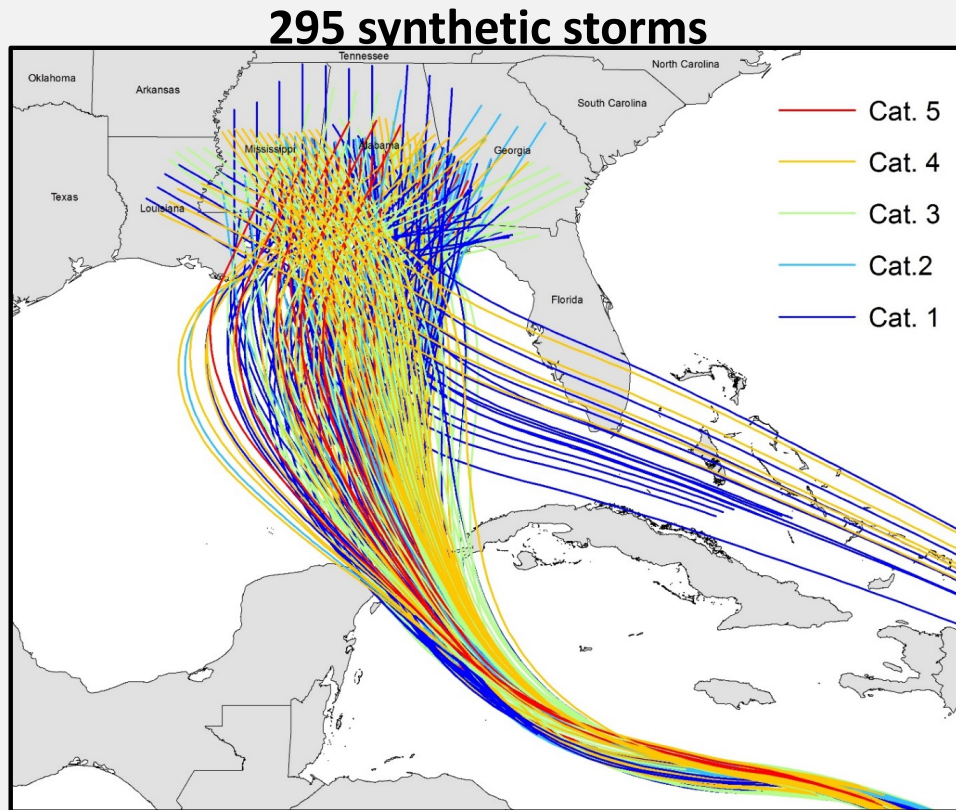 295 synthetic storms
Tennessee
North Carolina
Oklahoma
Arkansas
South Carolina
Mississippi
Alabama
Georgia
Texas
Louisiana
Florida
Cat. 5
Cat. 4
Cat. 3
Cat.2
Cat. 1